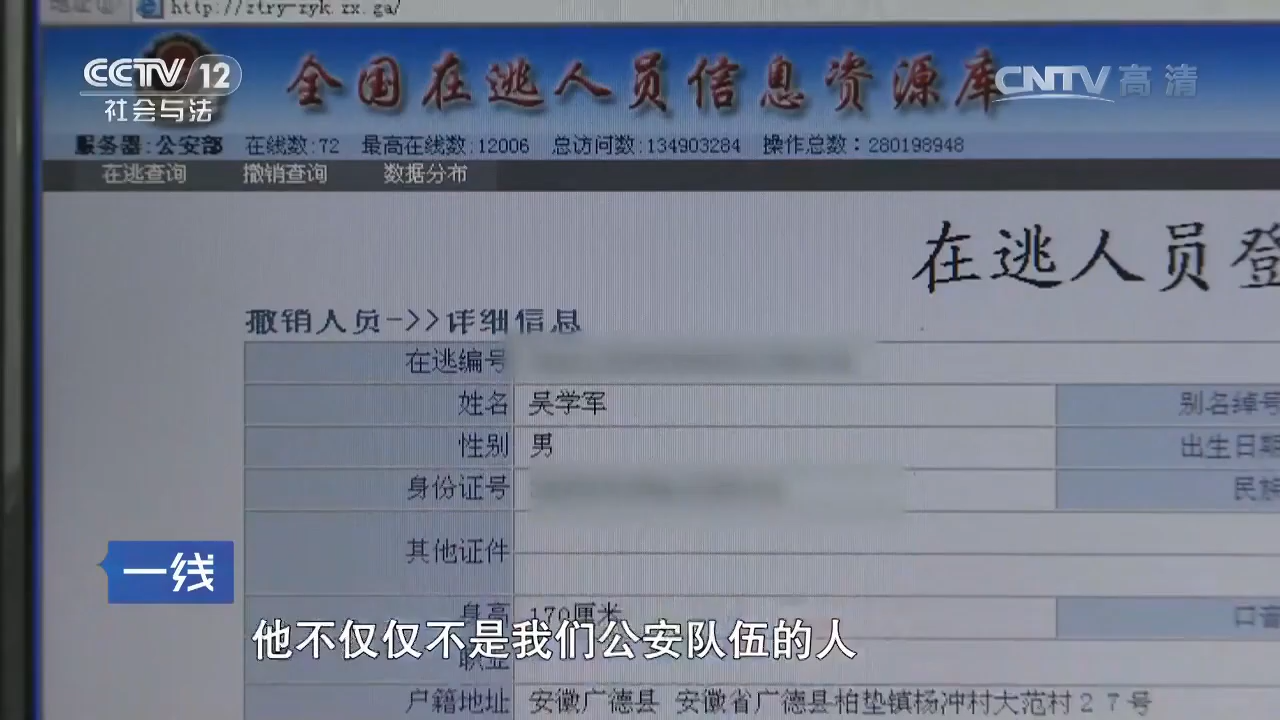 http://ztry-zyk.xx.ga/
CCTV 12
社会与法
全国在逃人员信息资源库
CNTV高清
服务器:公安部 在线数:72 最高在线数:12006 总访问数:134903284 操作总数:280198948
在逃查询 撤销查询 数据分布
在逃人员登
撤销人员->>详细信息
在逃编号
姓名 吴学军 别名绰号
性别 男 出生日期
身份证号 民族
其他证件
身高 170厘米 口音
一线
他不仅仅不是我们公安队伍的人
职业
户籍地址 安徽广德县 安徽省广德县柏垫镇杨冲村大范村27号